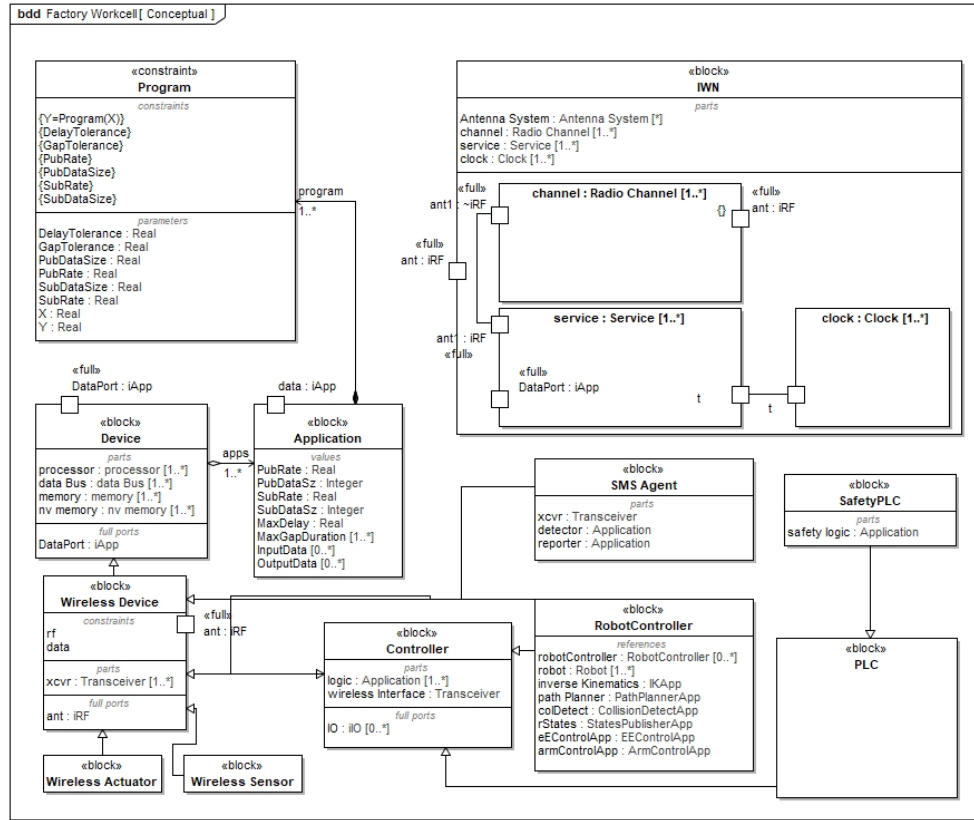 bdd Factory Workcell[ Conceptual ]
«constraint»
Program
constraints
{Y=Program(X)}
{DelayTolerance}
{GapTolerance}
{PubRate}
{PubDataSize}
{SubRate}
{SubDataSize}
parameters
DelayTolerance : Real
GapTolerance : Real
PubDataSize : Real
PubRate : Real
SubDataSize : Real
SubRate : Real
X : Real
Y : Real
program
1..*
«block»
IWN
parts
Antenna System : Antenna System [*]
channel : Radio Channel [1..*]
service : Service [1..*]
clock : Clock [1..*]
«full»
ant1 : ~iRF
channel : Radio Channel [1..*]
{}
«full»
ant : iRF
«full»
ant : iRF
ant1 : iRF
«full»
service : Service [1..*]
«full»
DataPort : iApp
t
t
clock : Clock [1..*]
«full»
DataPort : iApp
«block»
Device
parts
processor : processor [1..*]
data Bus : data Bus [1..*]
memory : memory [1..*]
nv memory : nv memory [1..*]
full ports
DataPort : iApp
apps
1..*
data : iApp
«block»
Application
values
PubRate : Real
PubDataSz : Integer
SubRate : Real
SubDataSz : Integer
MaxDelay : Real
MaxGapDuration [1..*]
InputData [0..*]
OutputData [0..*]
«block»
SMS Agent
parts
xcvr : Transceiver
detector : Application
reporter : Application
«block»
SafetyPLC
parts
safety logic : Application
«block»
Wireless Device
constraints
rf
data
parts
xcvr : Transceiver [1..*]
full ports
ant : iRF
«full»
ant : iRF
«block»
Controller
parts
logic : Application [1..*]
wireless Interface : Transceiver
full ports
IO : iIO [0..*]
«block»
RobotController
references
robotController : RobotController [0..*]
robot : Robot [1..*]
inverse Kinematics : IKApp
path Planner : PathPlannerApp
colDetect : CollisionDetectApp
rStates : StatesPublisherApp
eEControlApp : EEControlApp
armControlApp : ArmControlApp
«block»
PLC
«block»
Wireless Actuator
«block»
Wireless Sensor